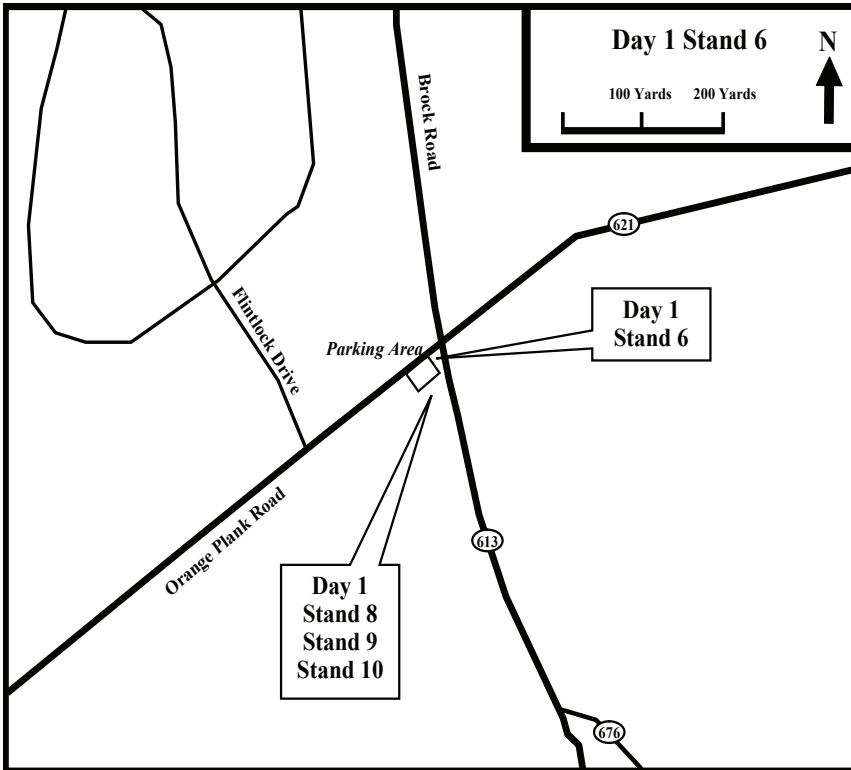 Day 1 Stand 6
N
100 Yards 200 Yards
Brock Road
621
Day 1
Stand 6
Flintlock Drive
Parking Area
Orange Plank Road
613
Day 1
Stand 8
Stand 9
Stand 10
676